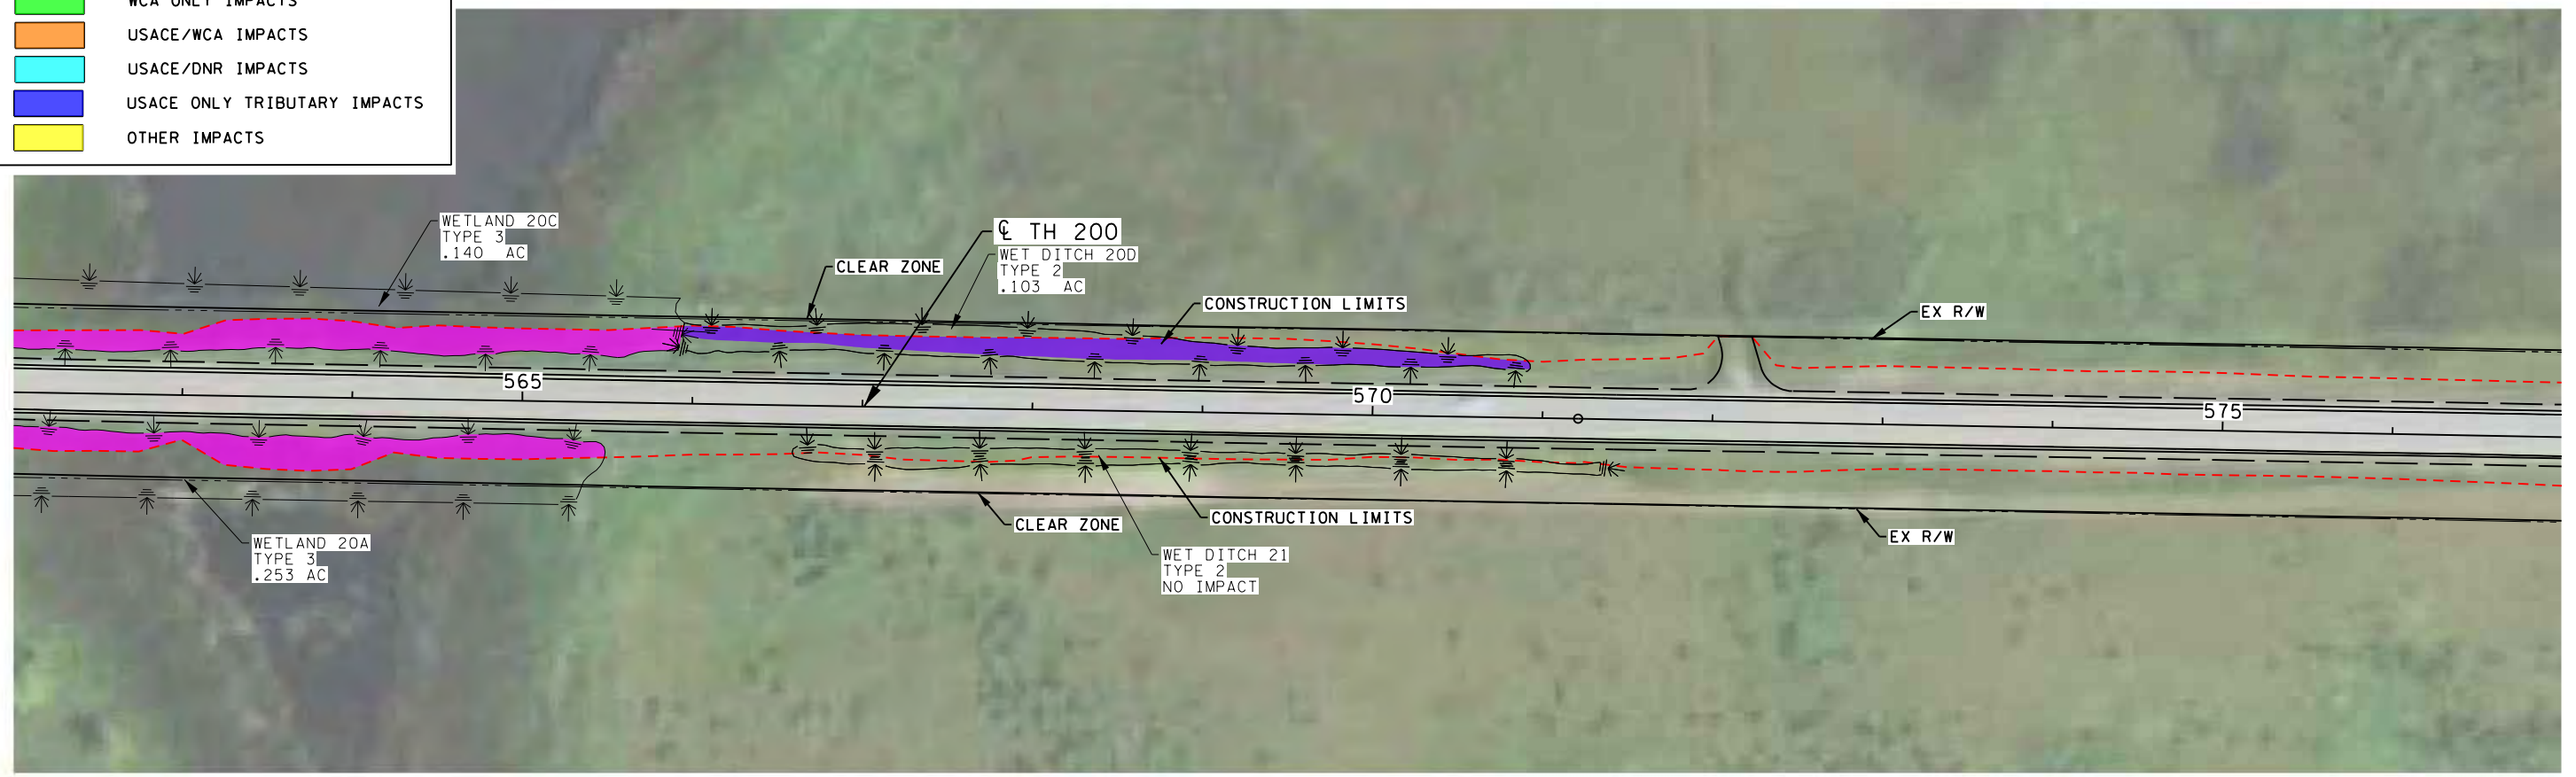 WCA ONLY IMPACTS
USACE/WCA IMPACTS
USACE/DNR IMPACTS
USACE ONLY TRIBUTARY IMPACTS
OTHER IMPACTS
WETLAND 20C
TYPE 3
.140 AC
℄ TH 200
WET DITCH 20D
TYPE 2
.103 AC
CLEAR ZONE
CONSTRUCTION LIMITS
EX R/W
565
570
575
CLEAR ZONE
CONSTRUCTION LIMITS
EX R/W
WETLAND 20A
TYPE 3
.253 AC
WET DITCH 21
TYPE 2
NO IMPACT